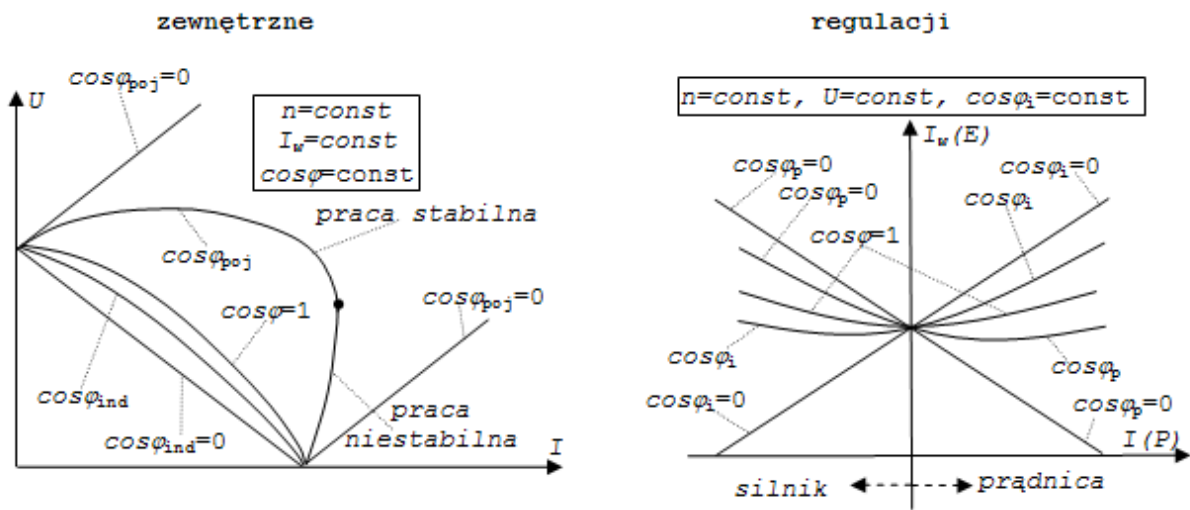 zewnętrzne
cosφpoj=0
U
n=const
Iw=const
cosφ=const
praca stabilna
cosφpoj
cosφpoj=0
cosφ=1
cosφind
praca
niestabilna
cosφind=0
I
regulacji
n=const, U=const, cosφi=const
Iw(E)
cosφp=0
cosφi=0
cosφp=0
cosφi
cosφ=1
cosφi
cosφp
cosφi=0
cosφp=0
I(P)
silnik
prądnica